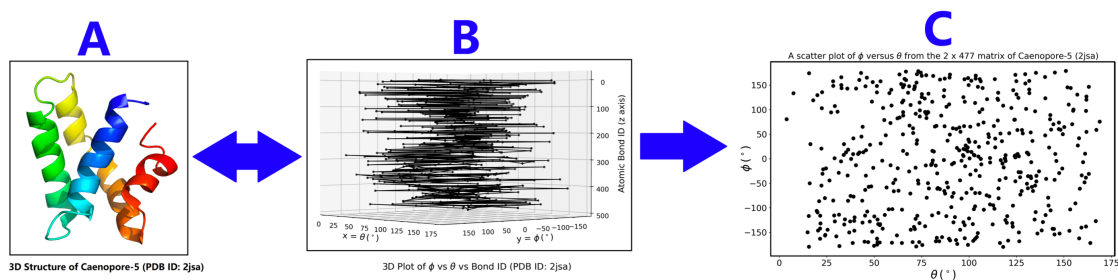 A
B
C
3D Structure of Caenopore-5 (PDB ID: 2jsa)
0
100
200
300
400
500
Atomic Bond ID (z axis)
0 25 50 75 100 125 150 175
x = θ(°)
150 100 50 0 −50 −100 −150
y = ϕ(°)
3D Plot of ϕ vs θ vs Bond ID (PDB ID: 2jsa)
A scatter plot of ϕ versus θ from the 2 x 477 matrix of Caenopore-5 (2jsa)
150
100
50
0
−50
−100
−150
ϕ(°)
0 25 50 75 100 125 150 175
θ(°)